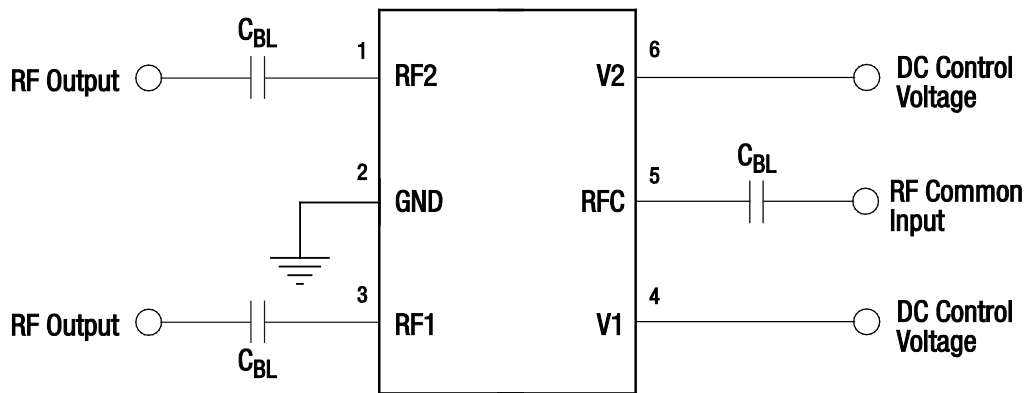 C_BL
1
6
RF Output
RF2
V2
DC Control
Voltage
2
C_BL
5
GND
RFC
RF Common
Input
3
4
RF Output
RF1
V1
DC Control
Voltage
C_BL